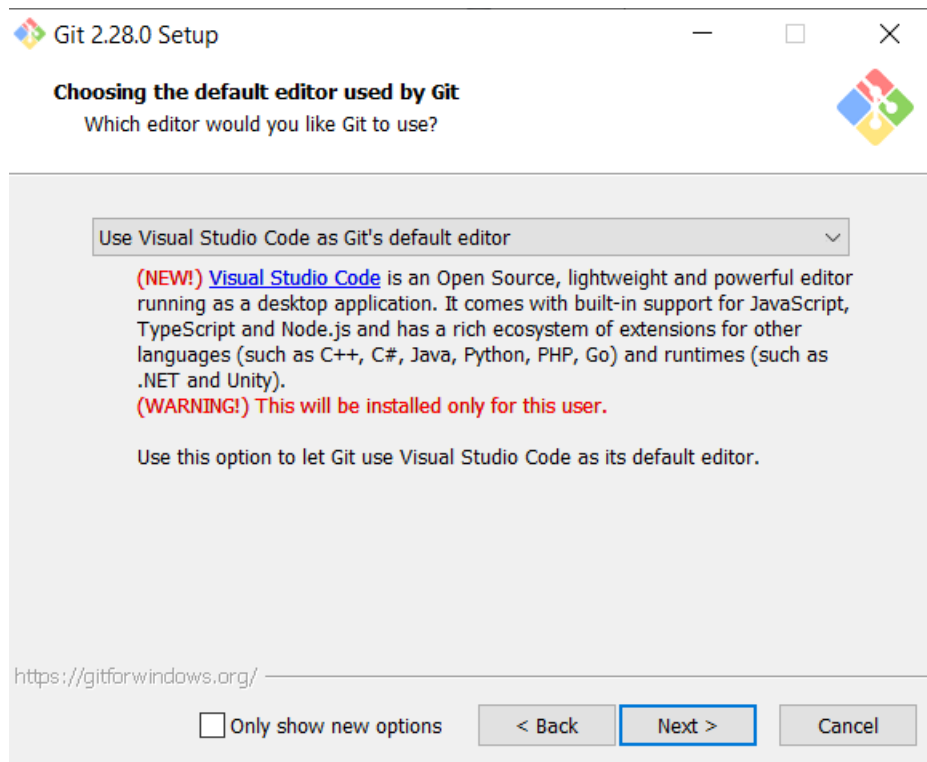 Git 2.28.0 Setup
Choosing the default editor used by Git
Which editor would you like Git to use?
Use Visual Studio Code as Git's default editor
(NEW!) Visual Studio Code is an Open Source, lightweight and powerful editor
running as a desktop application. It comes with built-in support for JavaScript,
TypeScript and Node.js and has a rich ecosystem of extensions for other
languages (such as C++, C#, Java, Python, PHP, Go) and runtimes (such as
.NET and Unity).
(WARNING!) This will be installed only for this user.
Use this option to let Git use Visual Studio Code as its default editor.
https://gitforwindows.org/
Only show new options < Back Next > Cancel